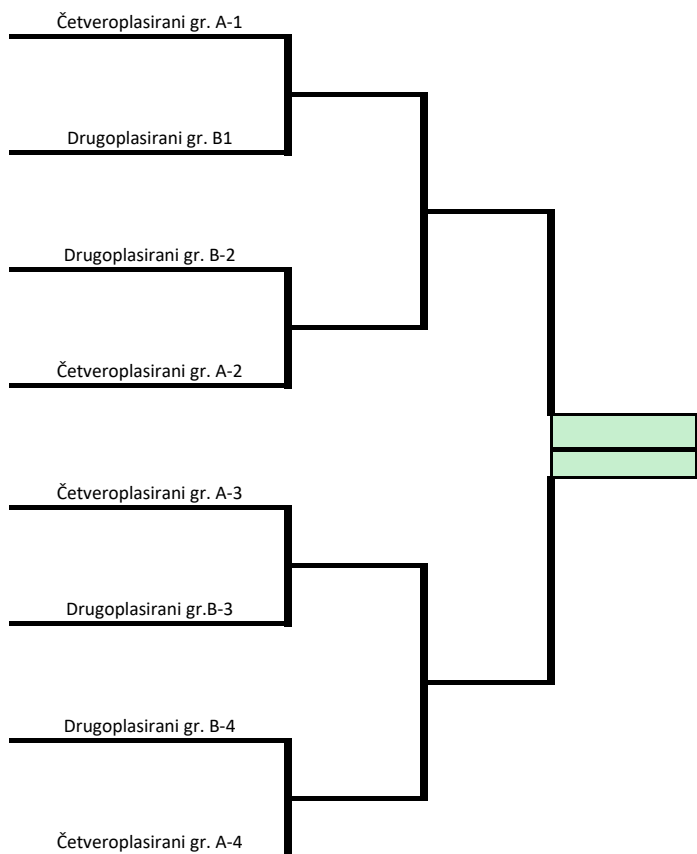 Četveroplasirani gr. A-1
Drugoplasirani gr. B1
Drugoplasirani gr. B-2
Četveroplasirani gr. A-2
Četveroplasirani gr. A-3
Drugoplasirani gr.B-3
Drugoplasirani gr. B-4
Četveroplasirani gr. A-4